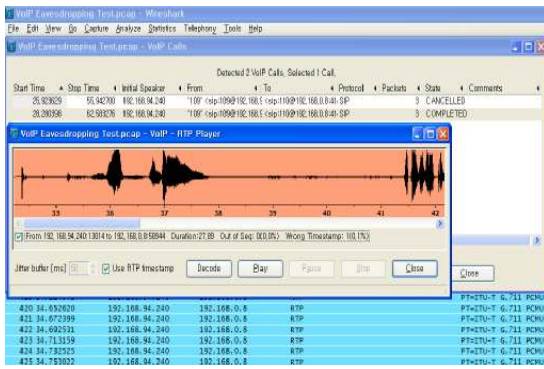 VoIP Eavesdropping Test.pcap - Wireshark
File Edit View Go Capture Analyze Statistics Telephony Tools Help
VoIP Eavesdropping Test.pcap - VoIP Calls
Detected 2 VoIP Calls, Selected 1 Call.
Start Time Stop Time Initial Speaker From To Protocol Packets State Comments
25,923629 55,942700 192,168,94,240 SIP 3 CANCELLED
28,280398 62,583276 192,168,94,240 SIP 3 COMPLETED
VoIP Eavesdropping Test.pcap - VoIP - RTP Player
33 35 36 38 39 40 41 42
From 192,168,94,240:13014 to 192,168,0,8:58944 Duration:27,89 Out of Seq: 0(0,0%) Wrong Timestamp: 1(0,1%)
Jitter buffer [ms] 50 Use RTP timestamp Decode Play Pause Stop Close
Close
PT=ITU-T G.711 PCMU
420 34.652620 192.168.94.240 192.168.0.8 RTP PT=ITU-T G.711 PCMU
421 34.672399 192.168.94.240 192.168.0.8 RTP PT=ITU-T G.711 PCMU
422 34.692531 192.168.94.240 192.168.0.8 RTP PT=ITU-T G.711 PCMU
423 34.713159 192.168.94.240 192.168.0.8 RTP PT=ITU-T G.711 PCMU
424 34.732525 192.168.94.240 192.168.0.8 RTP PT=ITU-T G.711 PCMU
425 34.753022 192.168.94.240 192.168.0.8 RTP PT=ITU-T G.711 PCMU